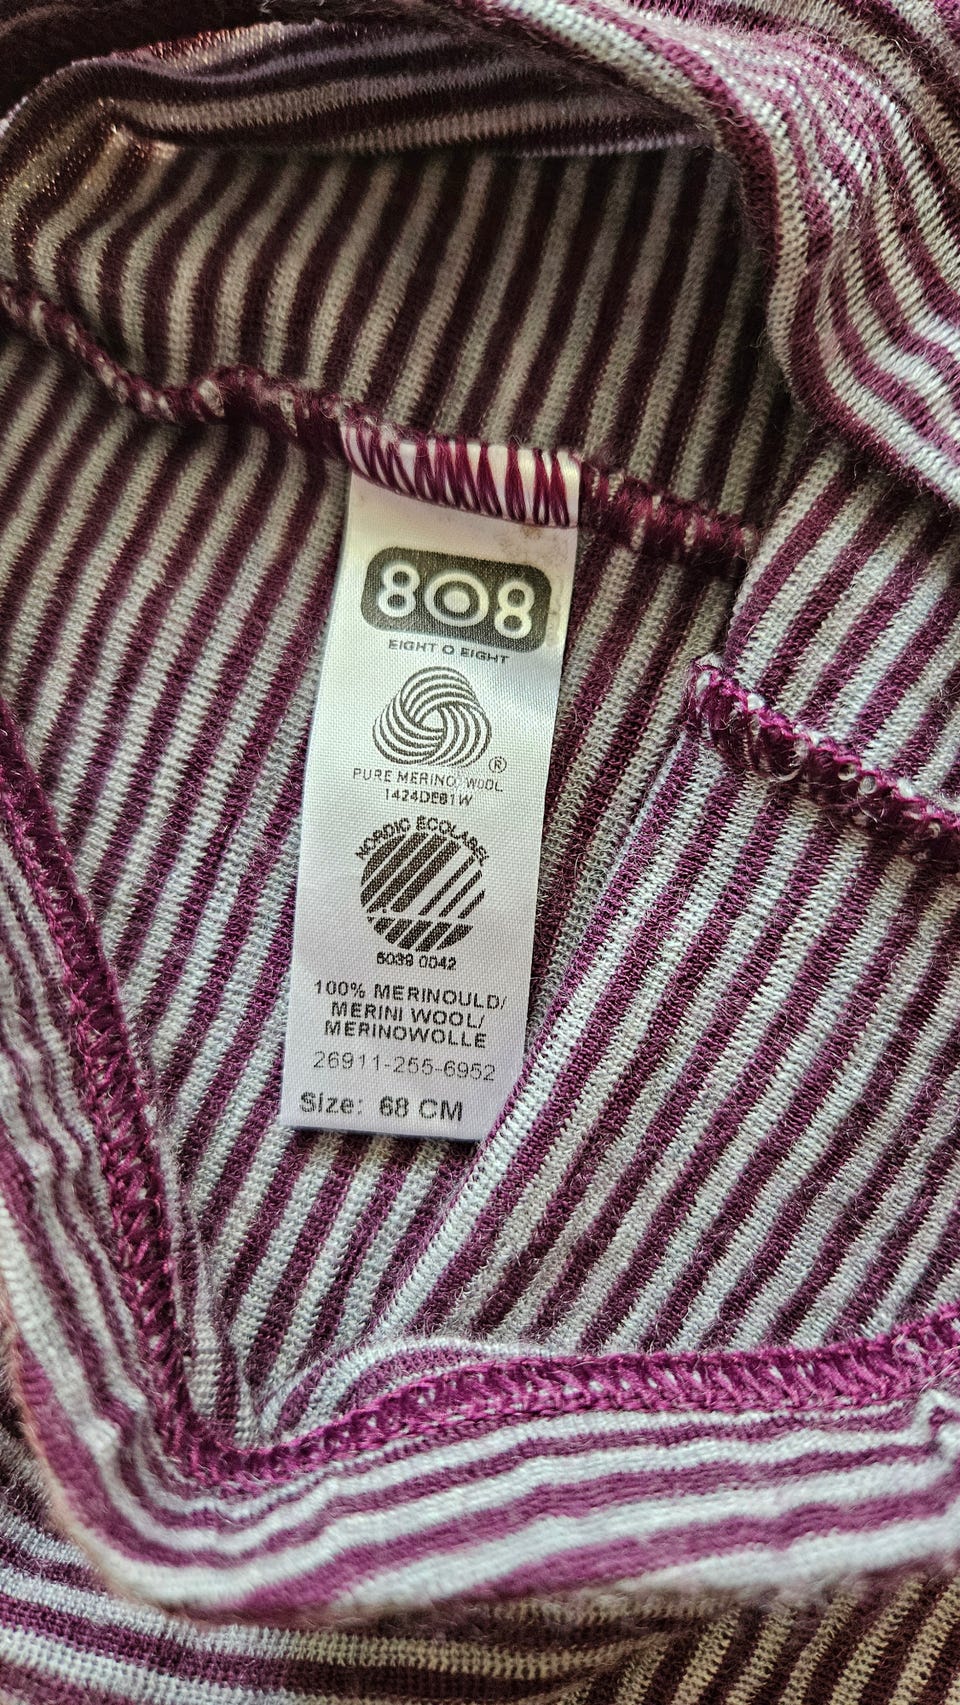 808
EIGHT O EIGHT
®
PURE MERINO WOOL
1424DE81W
NORDIC ECOLABEL
5039 0042
100% MERINOULD/
MERINI WOOL/
MERINOWOLLE
26911-255-6952
Size: 68 CM